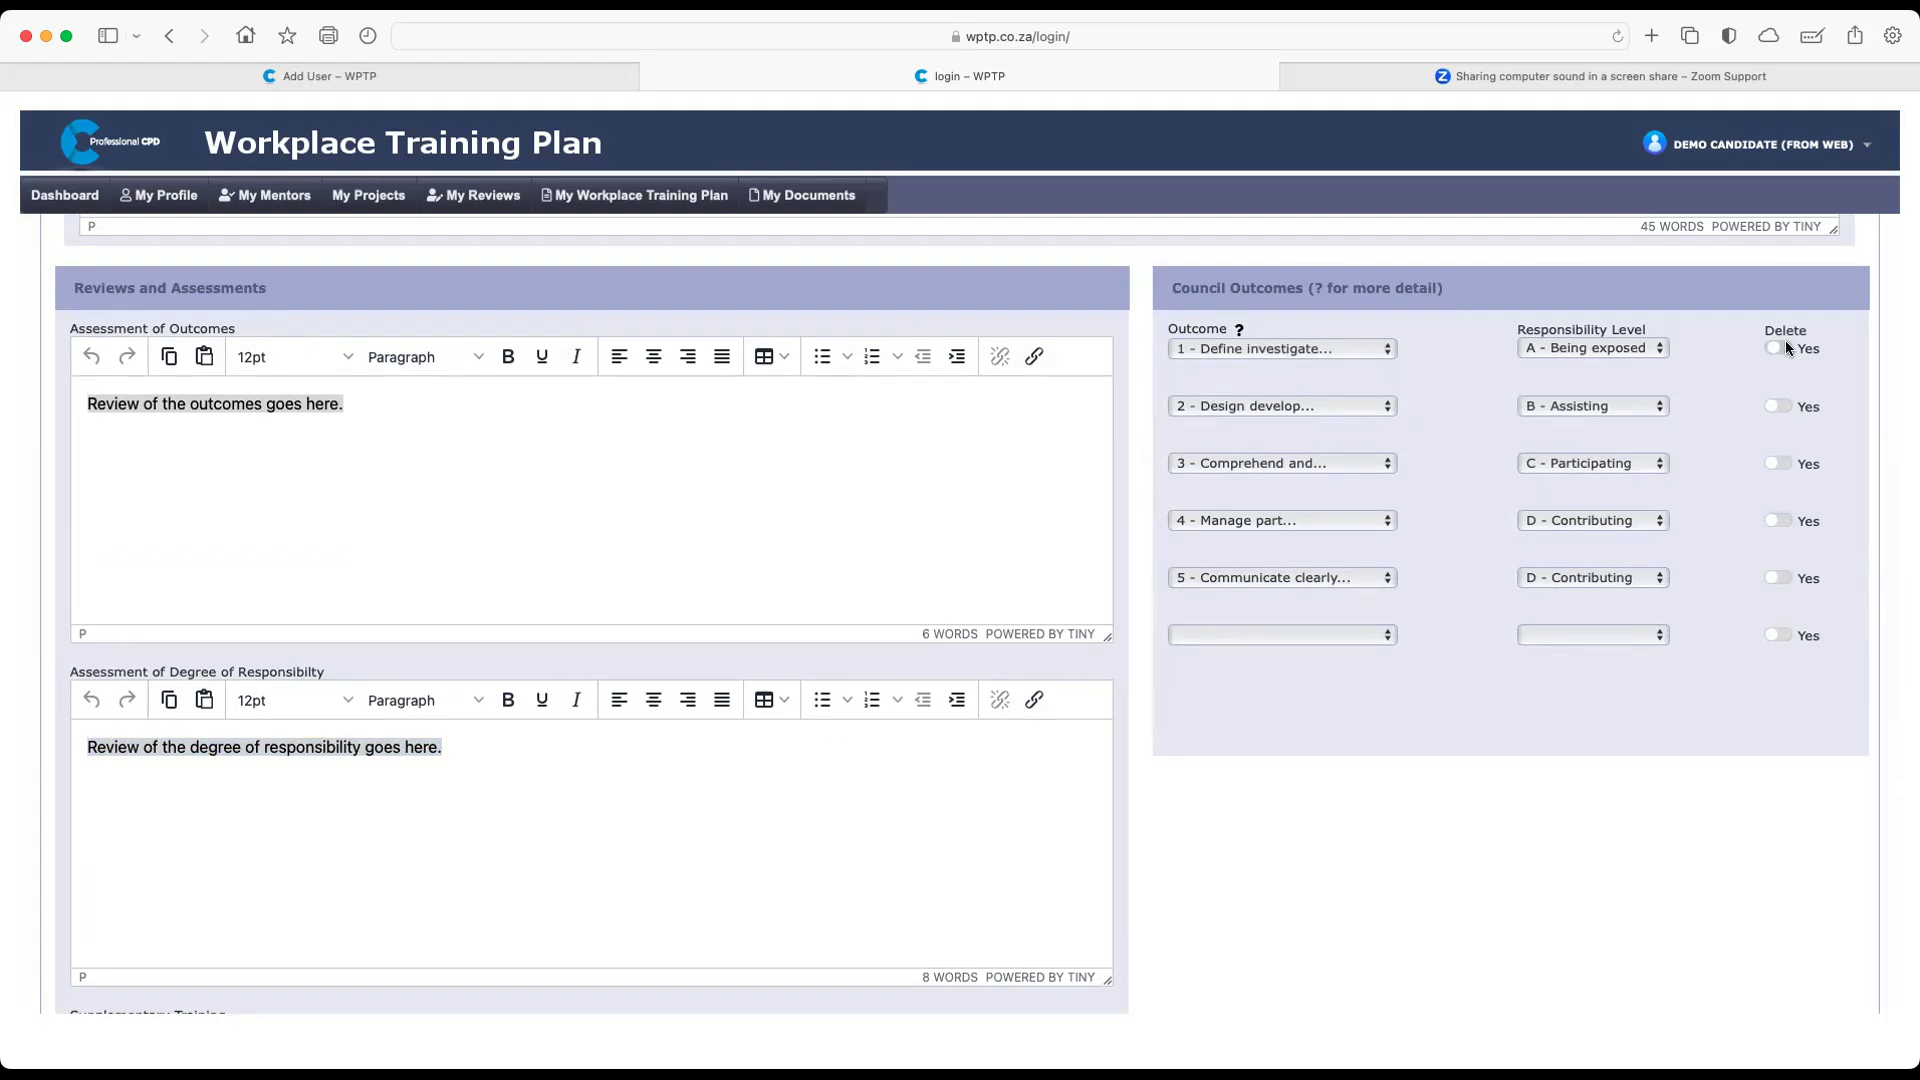 wptp.co.za/login/
Add User – WPTP
login – WPTP
Sharing computer sound in a screen share – Zoom Support
Professional CPD
Workplace Training Plan
DEMO CANDIDATE (FROM WEB)
Dashboard
My Profile
My Mentors
My Projects
My Reviews
My Workplace Training Plan
My Documents
P
45 WORDS POWERED BY TINY
Reviews and Assessments
Assessment of Outcomes
12pt
Paragraph
B U I
Review of the outcomes goes here.
P
6 WORDS POWERED BY TINY
Assessment of Degree of Responsibilty
12pt
Paragraph
B U I
Review of the degree of responsibility goes here.
P
8 WORDS POWERED BY TINY
Supplementary Training
Council Outcomes (? for more detail)
Outcome ?
Responsibility Level
Delete
1 - Define investigate...
A - Being exposed
Yes
2 - Design develop...
B - Assisting
Yes
3 - Comprehend and...
C - Participating
Yes
4 - Manage part...
D - Contributing
Yes
5 - Communicate clearly...
D - Contributing
Yes
Yes